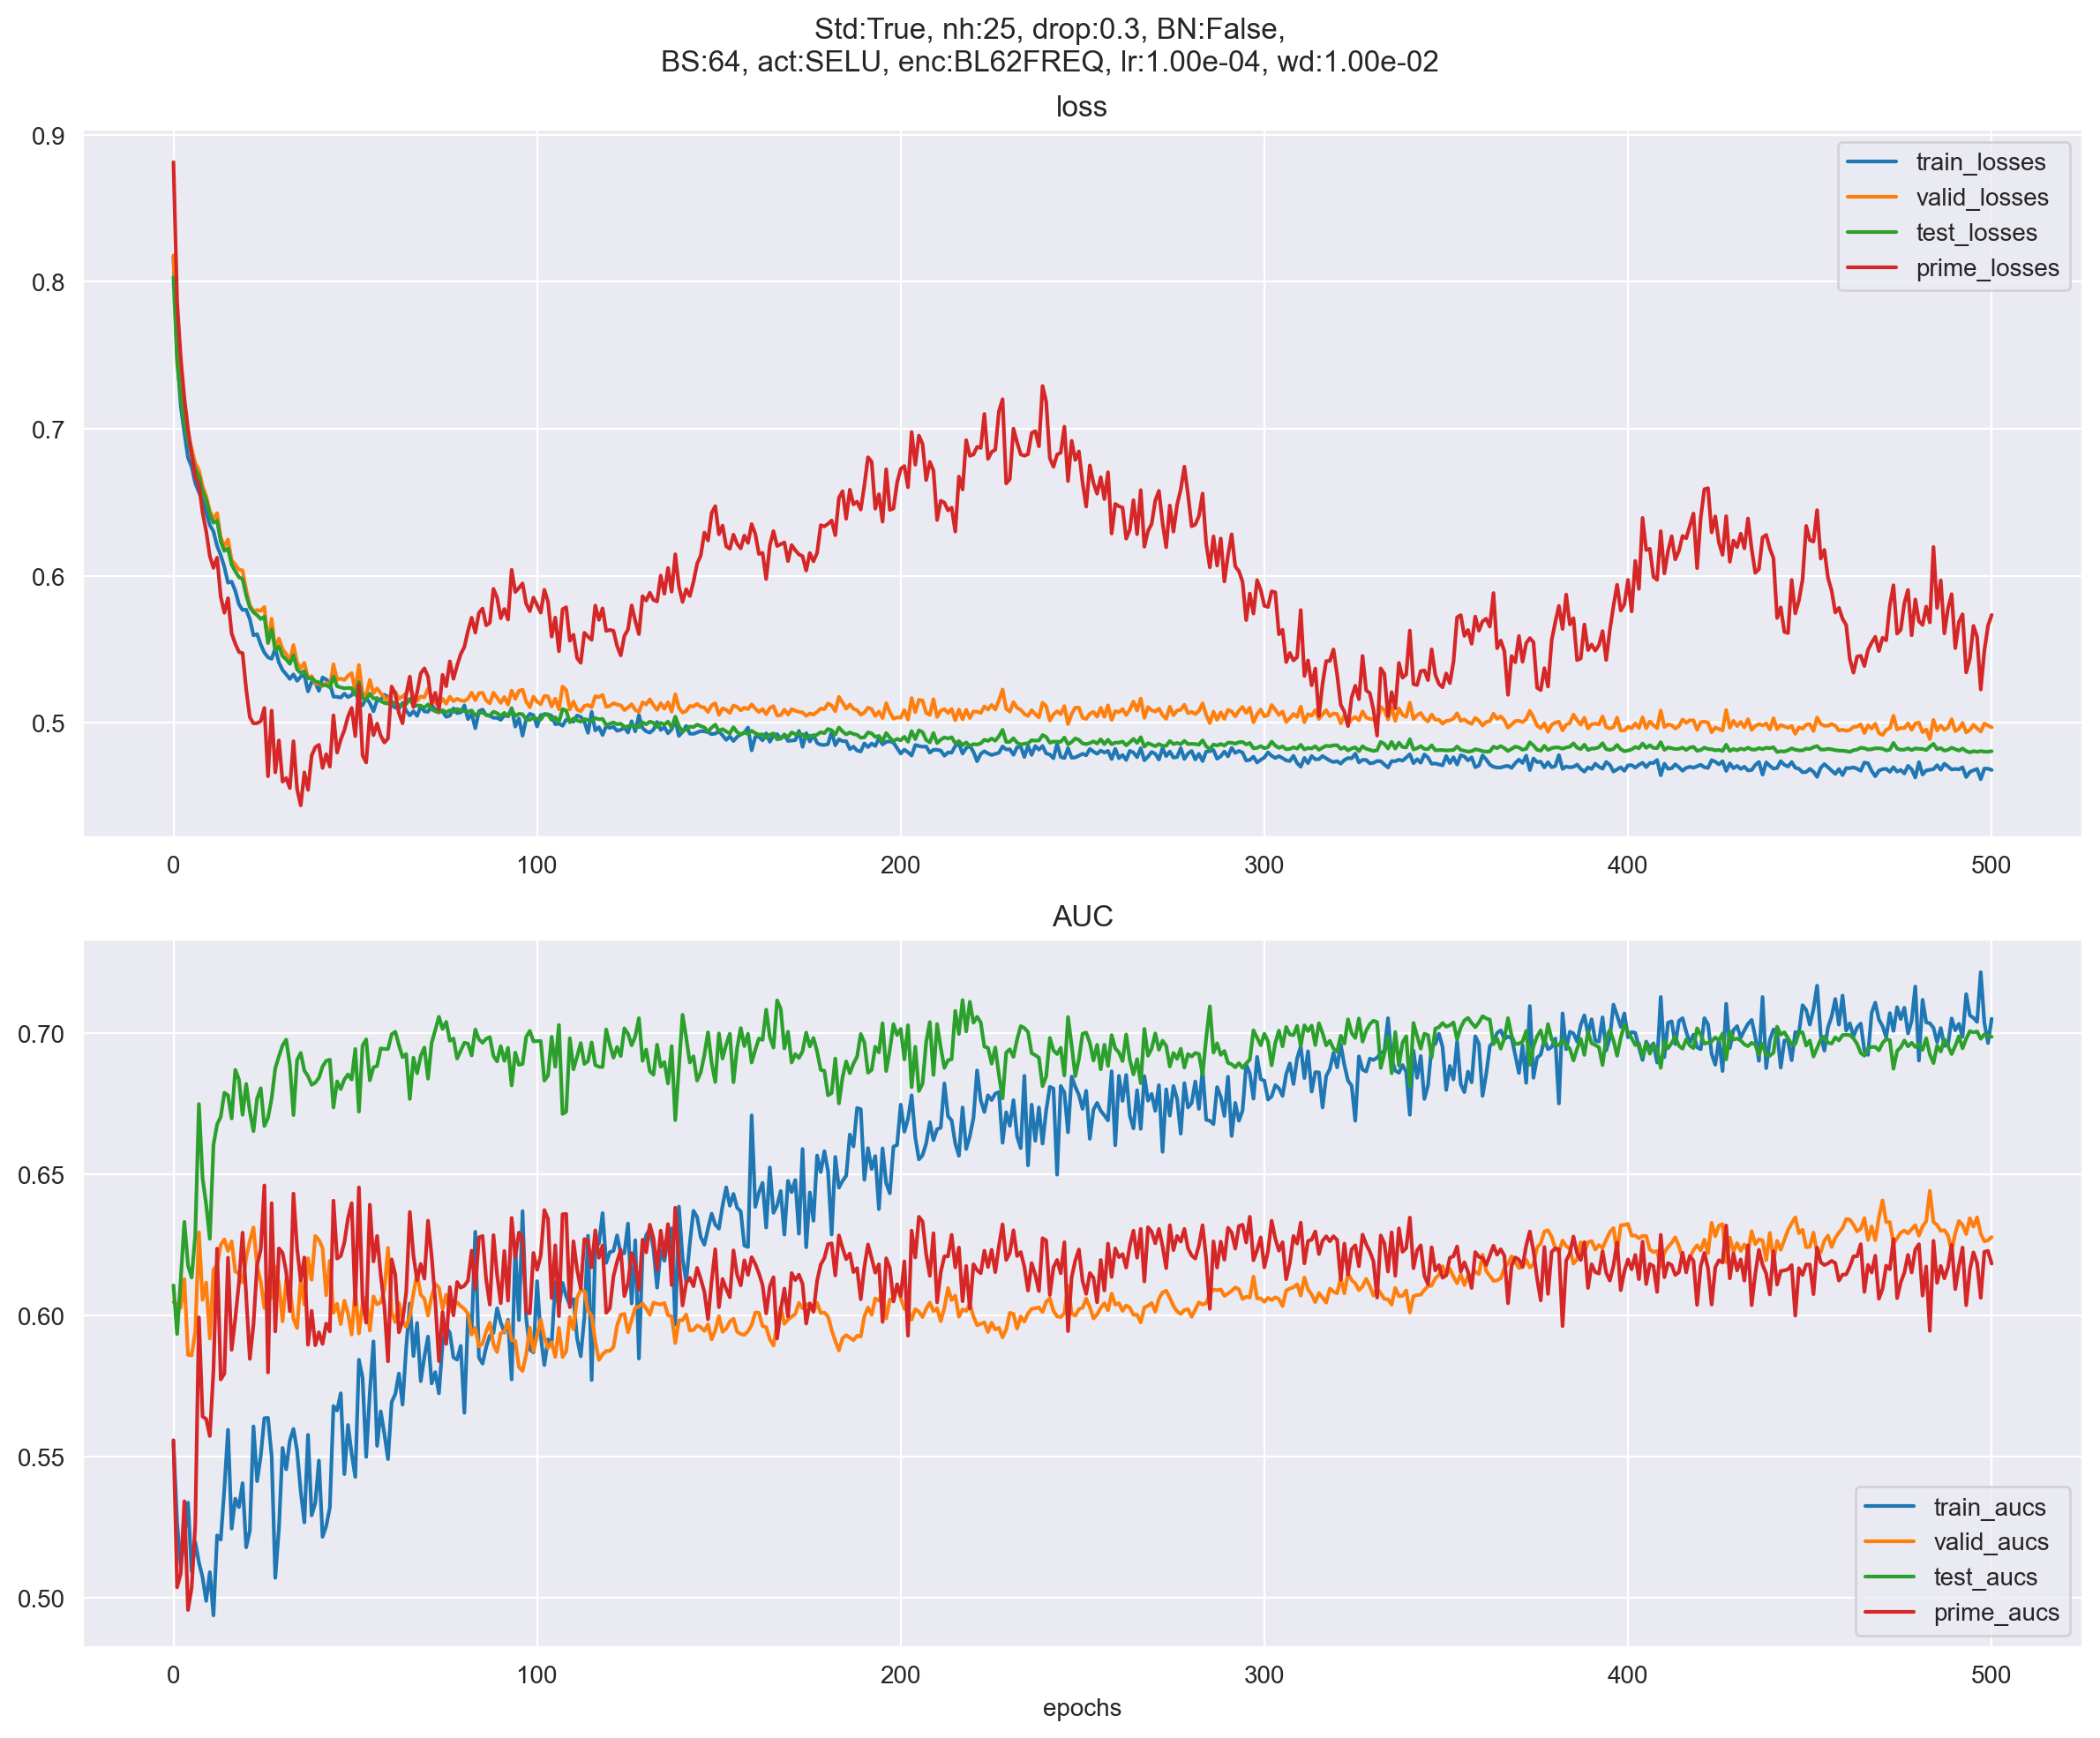 Std:True, nh:25, drop:0.3, BN:False,
BS:64, act:SELU, enc:BL62FREQ, lr:1.00e-04, wd:1.00e-02
loss
0.9
0.8
0.7
0.6
0.5
train_losses
valid_losses
test_losses
prime_losses
0 100 200 300 400 500
AUC
0.70
0.65
0.60
0.55
0.50
train_aucs
valid_aucs
test_aucs
prime_aucs
0 100 200 300 400 500
epochs